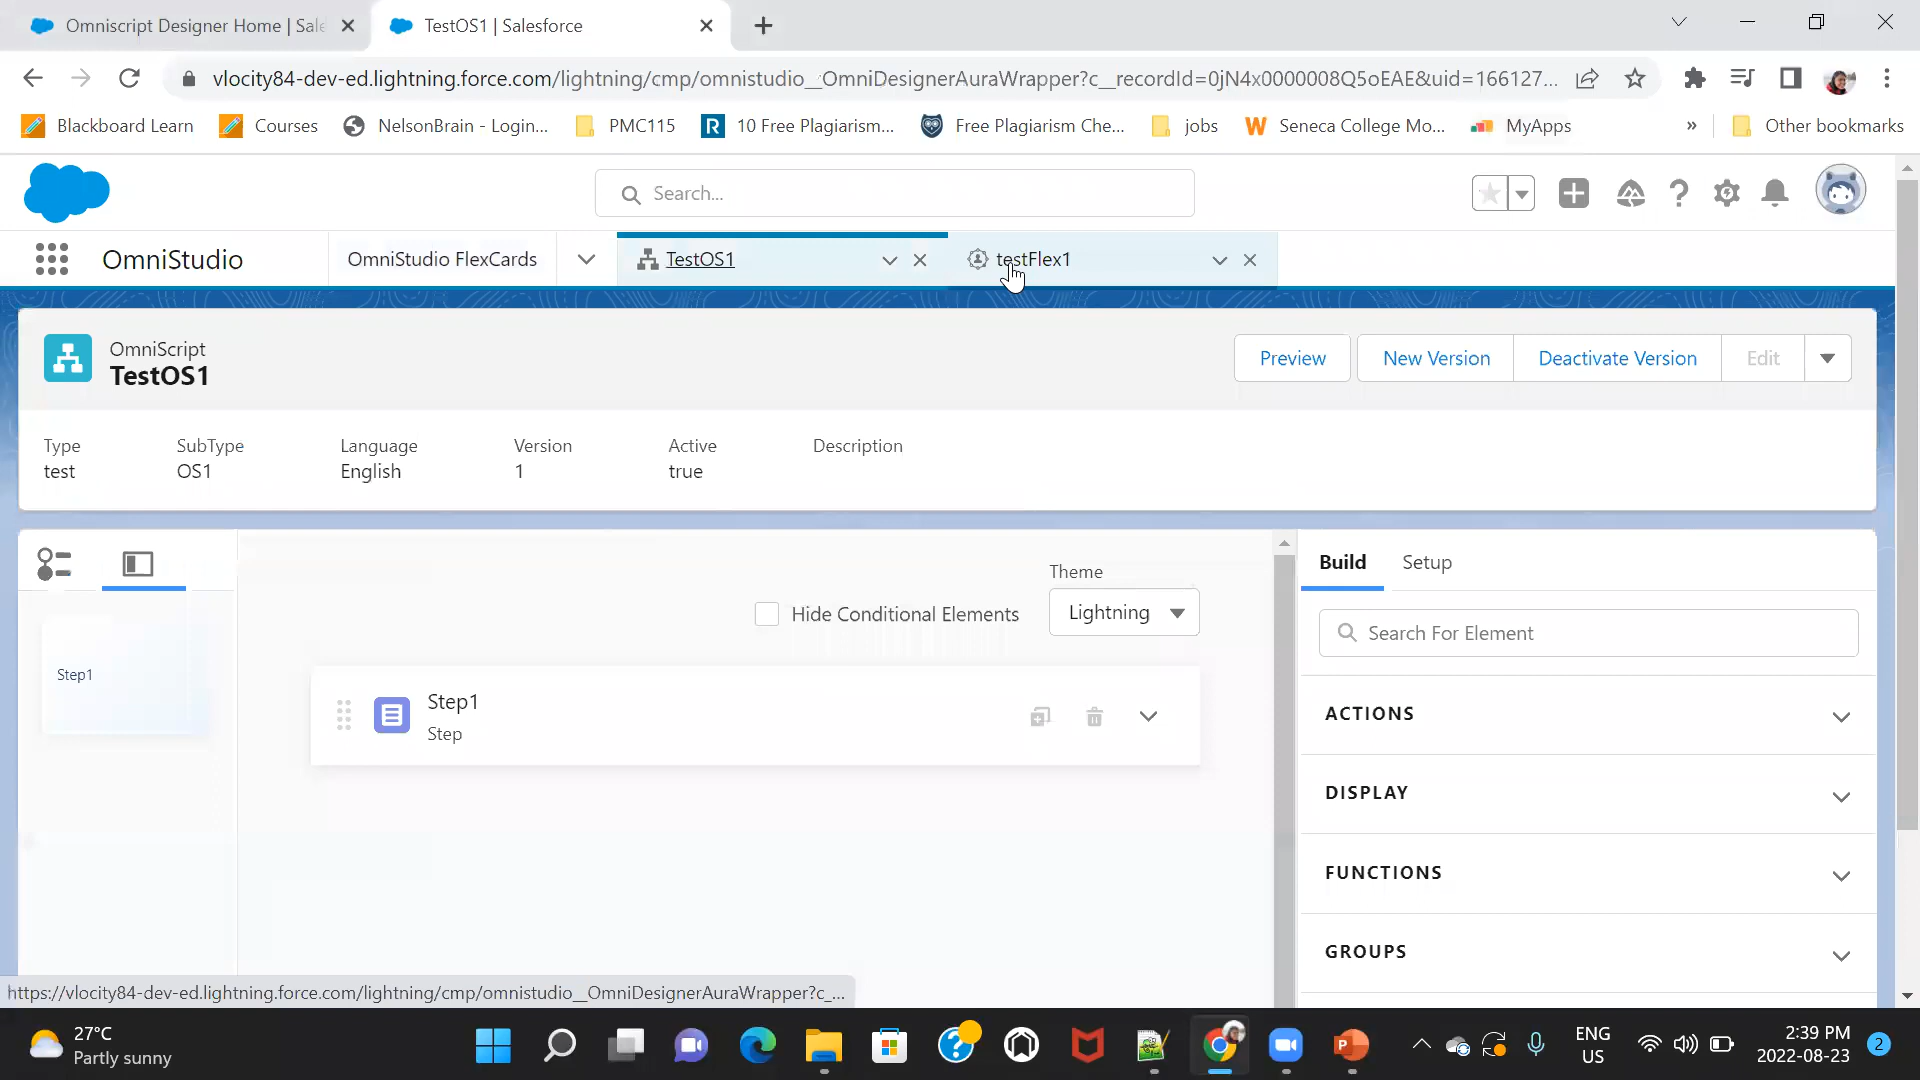 Omniscript Designer Home | Sale
TestOS1 | Salesforce
vlocity84-dev-ed.lightning.force.com/lightning/cmp/omnistudio__OmniDesignerAuraWrapper?c__recordId=0jN4x0000008Q5oEAE&uid=166127...
Blackboard Learn
Courses
NelsonBrain - Login...
PMC115
R
10 Free Plagiarism...
Free Plagiarism Che...
jobs
W
Seneca College Mo...
MyApps
»
Other bookmarks
Search...
OmniStudio
OmniStudio FlexCards
TestOS1
testFlex1
OmniScript
TestOS1
Preview
New Version
Deactivate Version
Edit
Type
SubType
Language
Version
Active
Description
test
OS1
English
1
true
Theme
Build
Setup
Hide Conditional Elements
Lightning
Search For Element
Step1
Step1
Step
ACTIONS
DISPLAY
FUNCTIONS
GROUPS
https://vlocity84-dev-ed.lightning.force.com/lightning/cmp/omnistudio__OmniDesignerAuraWrapper?c_...
27°C
Partly sunny
ENG
US
2:39 PM
2022-08-23
2